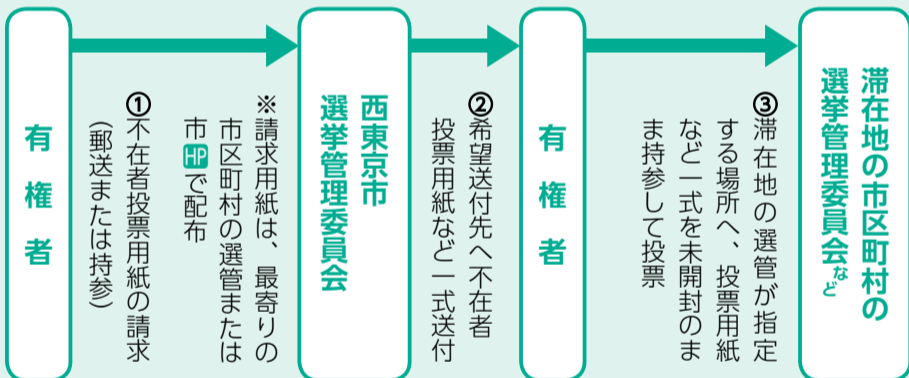 有権者
①不在者投票用紙の請求
(郵送または持参)
※請求用紙は、最寄りの
市区町村の選管または
市HPで配布
西東京市
選挙管理委員会
②希望送付先へ不在者
投票用紙など一式送付
有権者
③滞在地の選管が指定
する場所へ、投票用紙
など一式を未開封のま
ま持参して投票
滞在地の市区町村の
選挙管理委員会など